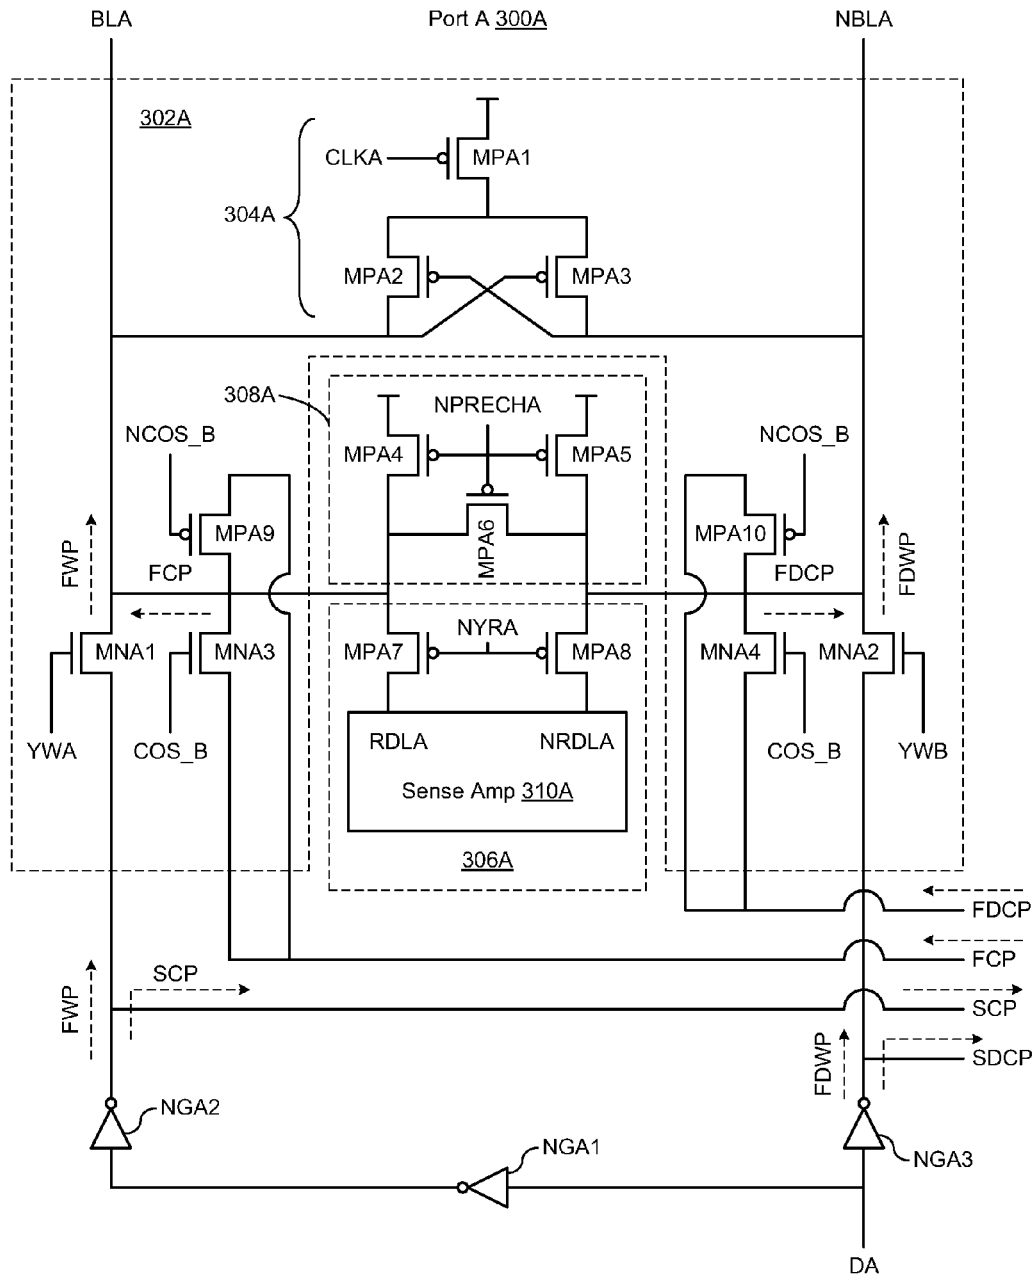 BLA
Port A 300A
NBLA
302A
CLKA
MPA1
304A
MPA2
MPA3
308A
NPRECHA
NCOS_B
NCOS_B
MPA4
MPA5
MPA9
MPA6
MPA10
FWP
FCP
FDCP
FDWP
NYRA
MNA1
MNA3
MPA7
MPA8
MNA4
MNA2
YWA
COS_B
RDLA
NRDLA
COS_B
YWB
Sense Amp 310A
306A
FDCP
FCP
SCP
FWP
SCP
FDWP
SDCP
NGA2
NGA1
NGA3
DA